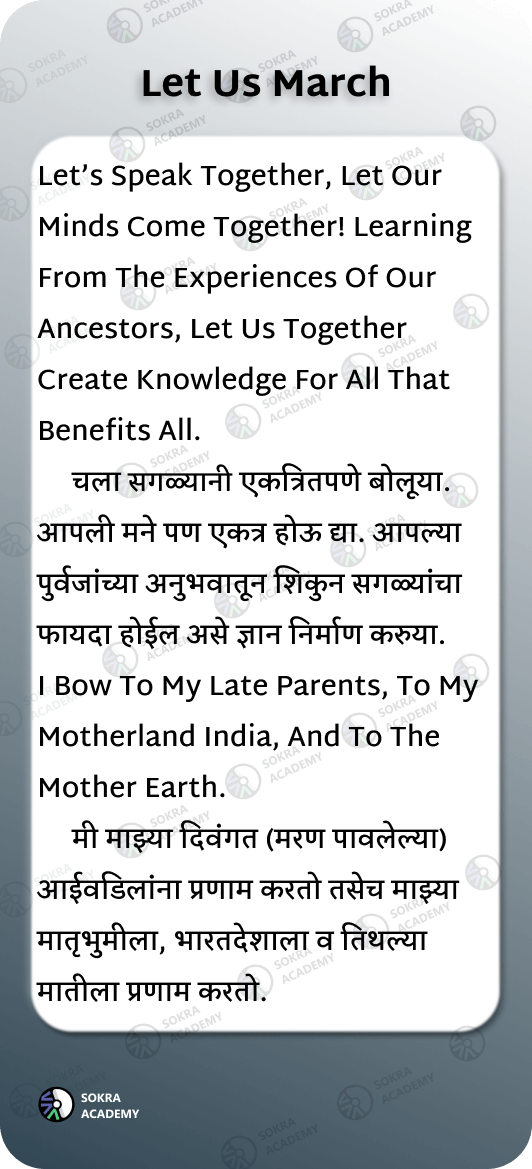 Let Us March
Let’s Speak Together, Let Our
Minds Come Together! Learning
From The Experiences Of Our
Ancestors, Let Us Together
Create Knowledge For All That
Benefits All.
चला सगळ्यानी एकत्रितपणे बोलूया.
आपली मने पण एकत्र होऊ द्या. आपल्या
पुर्वजांच्या अनुभवातून शिकुन सगळ्यांचा
फायदा होईल असे ज्ञान निर्माण करुया.
I Bow To My Late Parents, To My
Motherland India, And To The
Mother Earth.
मी माझ्या दिवंगत (मरण पावलेल्या)
आईवडिलांना प्रणाम करतो तसेच माझ्या
मातृभुमीला, भारतदेशाला व तिथल्या
मातीला प्रणाम करतो.
SOKRA
ACADEMY